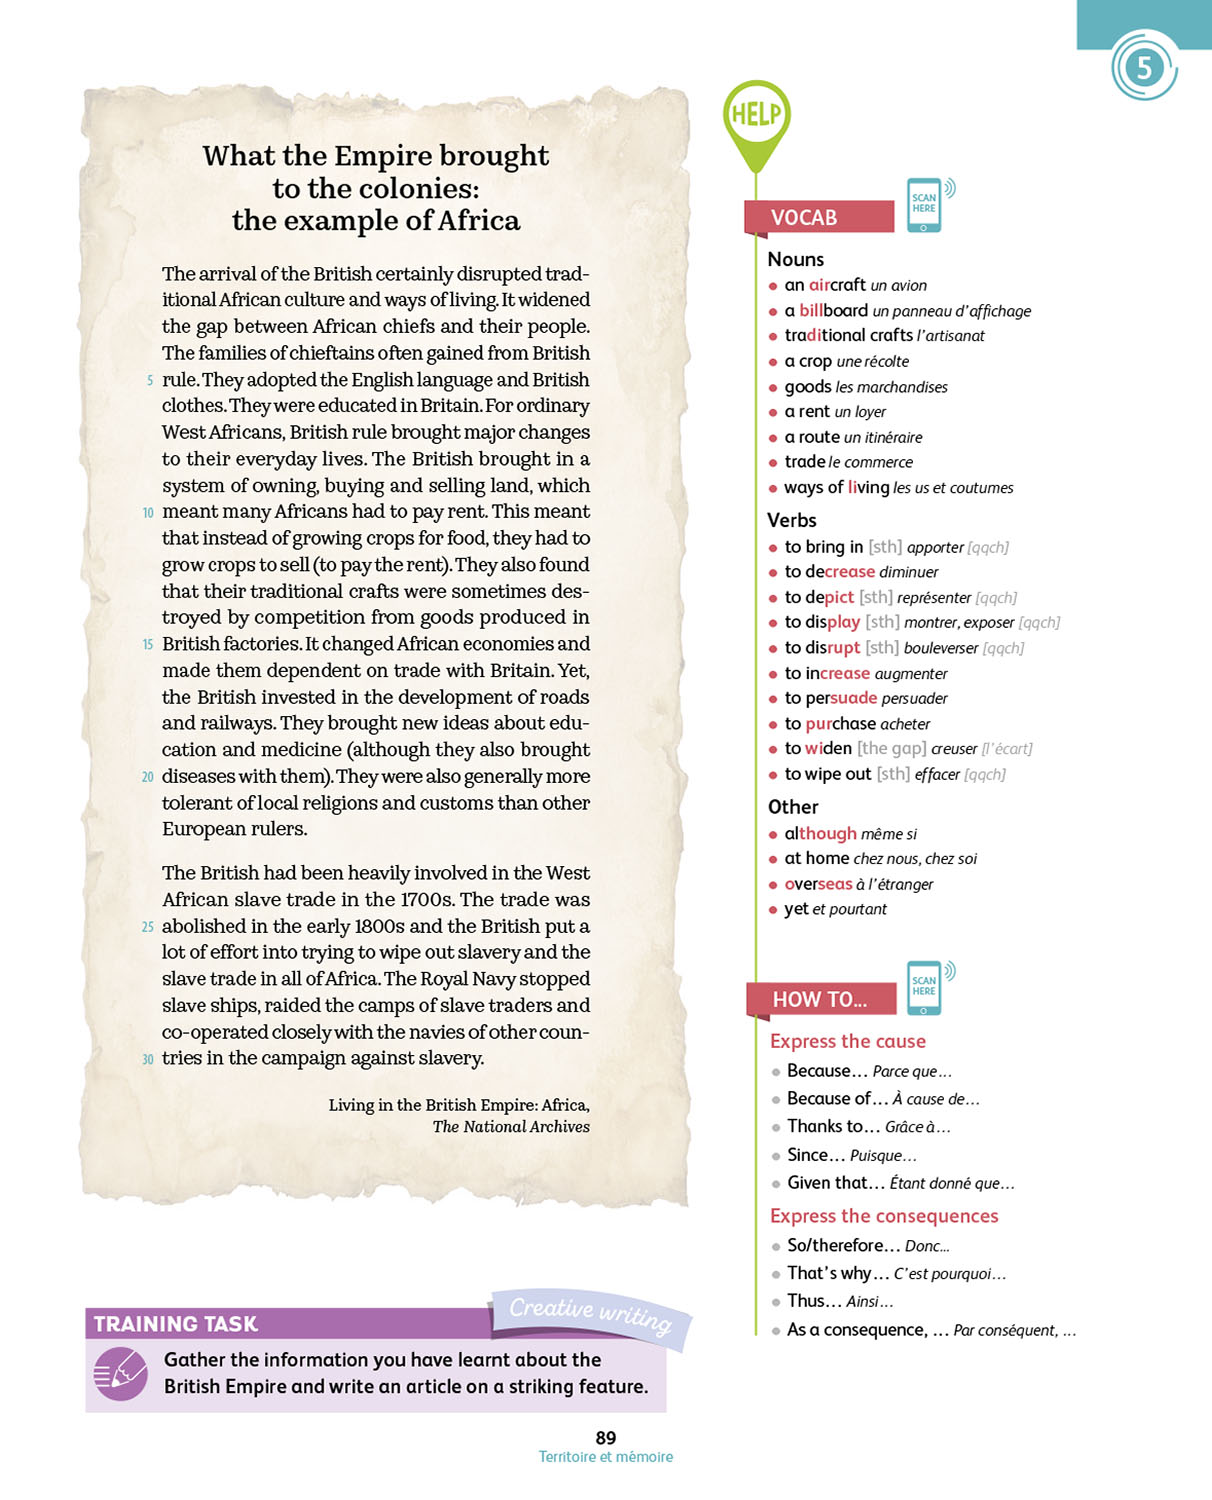 5
What the Empire brought
to the colonies:
the example of Africa
The arrival of the British certainly disrupted trad-
itional African culture and ways of living. It widened
the gap between African chiefs and their people.
The families of chieftains often gained from British
5 rule. They adopted the English language and British
clothes. They were educated in Britain. For ordinary
West Africans, British rule brought major changes
to their everyday lives. The British brought in a
system of owning, buying and selling land, which
10 meant many Africans had to pay rent. This meant
that instead of growing crops for food, they had to
grow crops to sell (to pay the rent). They also found
that their traditional crafts were sometimes des-
troyed by competition from goods produced in
15 British factories. It changed African economies and
made them dependent on trade with Britain. Yet,
the British invested in the development of roads
and railways. They brought new ideas about edu-
cation and medicine (although they also brought
20 diseases with them). They were also generally more
tolerant of local religions and customs than other
European rulers.
The British had been heavily involved in the West
African slave trade in the 1700s. The trade was
25 abolished in the early 1800s and the British put a
lot of effort into trying to wipe out slavery and the
slave trade in all of Africa. The Royal Navy stopped
slave ships, raided the camps of slave traders and
co-operated closely with the navies of other coun-
30 tries in the campaign against slavery.
Living in the British Empire: Africa,
The National Archives
TRAINING TASK
Creative writing
Gather the information you have learnt about the
British Empire and write an article on a striking feature.
HELP
VOCAB
SCAN
HERE
Nouns
• an aircraft un avion
• a billboard un panneau d'affichage
• traditional crafts l'artisanat
• a crop une récolte
• goods les marchandises
• a rent un loyer
• a route un itinéraire
• trade le commerce
• ways of living les us et coutumes
Verbs
• to bring in [sth] apporter [qqch]
• to decrease diminuer
• to depict [sth] représenter [qqch]
• to display [sth] montrer, exposer [qqch]
• to disrupt [sth] bouleverser [qqch]
• to increase augmenter
• to persuade persuader
• to purchase acheter
• to widen [the gap] creuser [l'écart]
• to wipe out [sth] effacer [qqch]
Other
• although même si
• at home chez nous, chez soi
• overseas à l'étranger
• yet et pourtant
HOW TO...
SCAN
HERE
Express the cause
• Because... Parce que...
• Because of... À cause de...
• Thanks to... Grâce à...
• Since... Puisque...
• Given that... Étant donné que...
Express the consequences
• So/therefore... Donc...
• That's why... C'est pourquoi...
• Thus... Ainsi...
• As a consequence, ... Par conséquent, ...
89
Territoire et mémoire